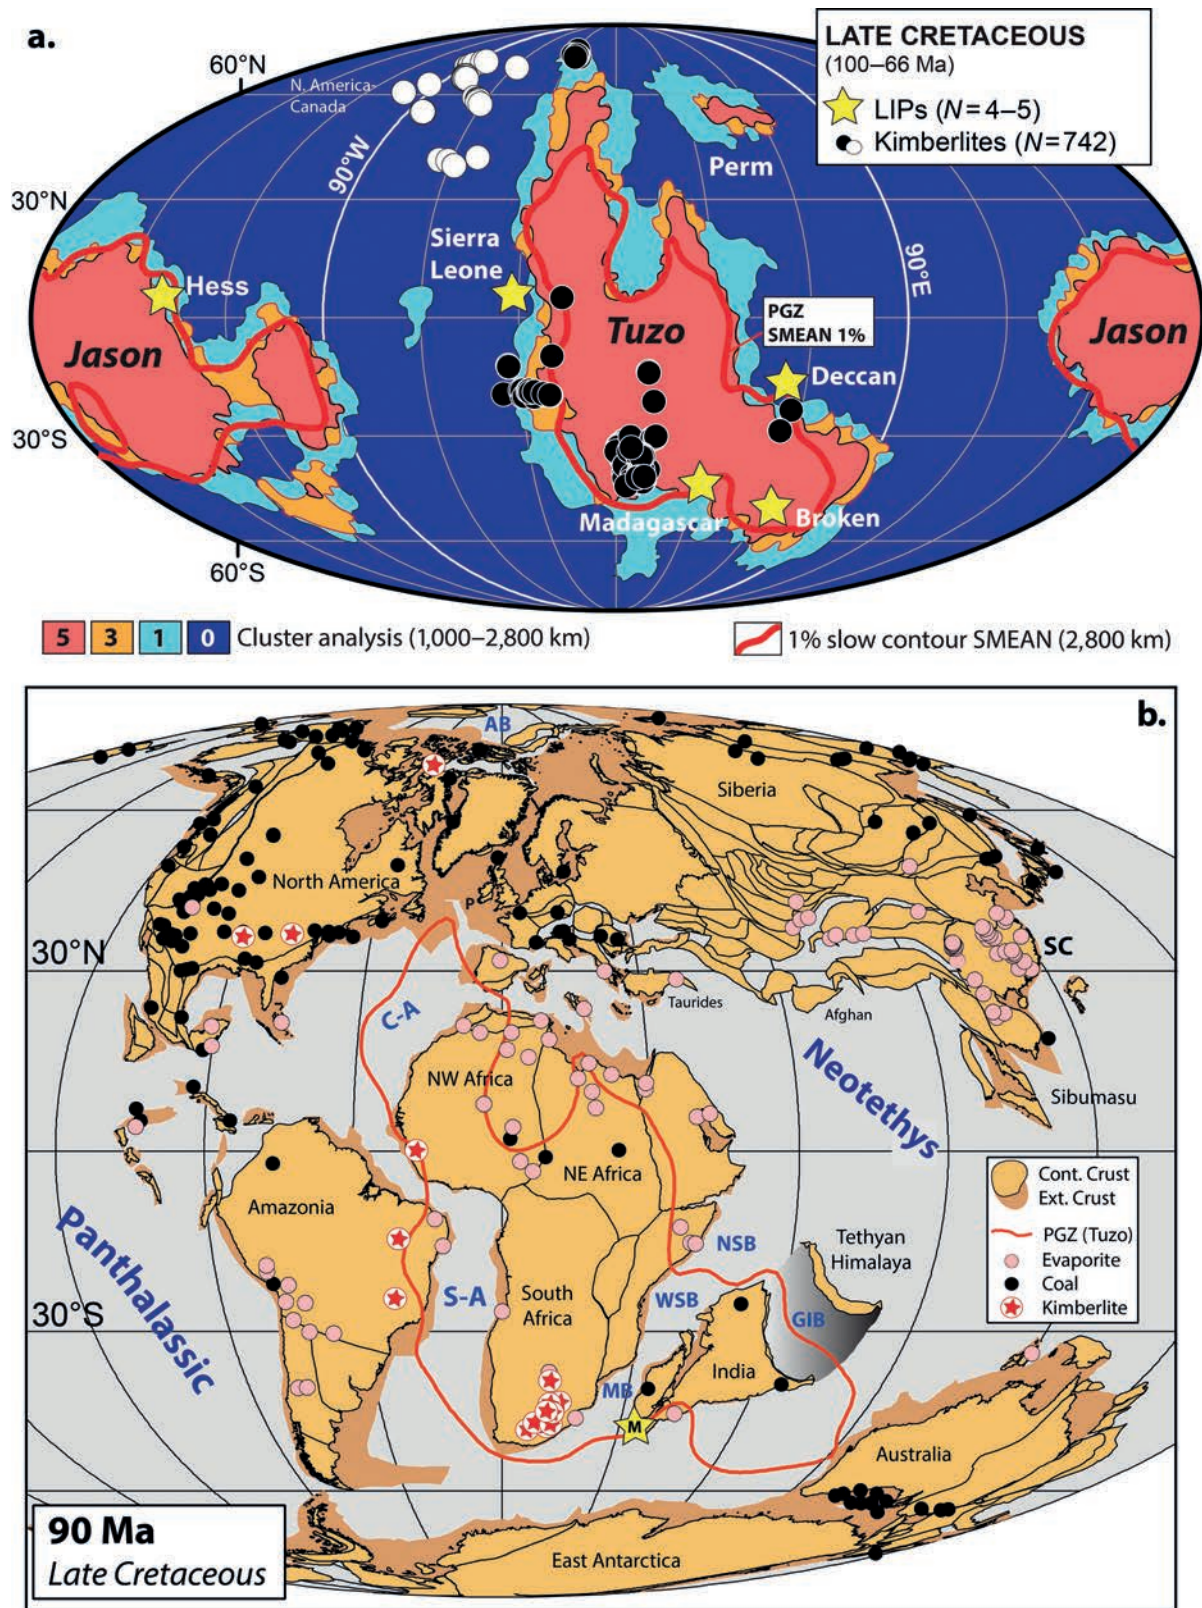 a.
LATE CRETACEOUS
(100–66 Ma)
LIPs (N=4–5)
Kimberlites (N=742)
60°N
N. America-
Canada
90°W
Perm
30°N
Sierra
Leone
90°E
Hess
PGZ
SMEAN 1%
Jason
Tuzo
Jason
Deccan
30°S
Madagascar
Broken
60°S
5 3 1 0 Cluster analysis (1,000–2,800 km)
1% slow contour SMEAN (2,800 km)
b.
AB
Siberia
North America
P
30°N
SC
Taurides
Afghan
C-A
NW Africa
Neotethys
Sibumasu
NE Africa
Amazonia
Cont. Crust
Ext. Crust
PGZ (Tuzo)
Evaporite
Coal
Kimberlite
Panthalassic
NSB
Tethyan
Himalaya
30°S
S-A
South
Africa
WSB
GIB
MB
India
M
Australia
90 Ma
Late Cretaceous
East Antarctica